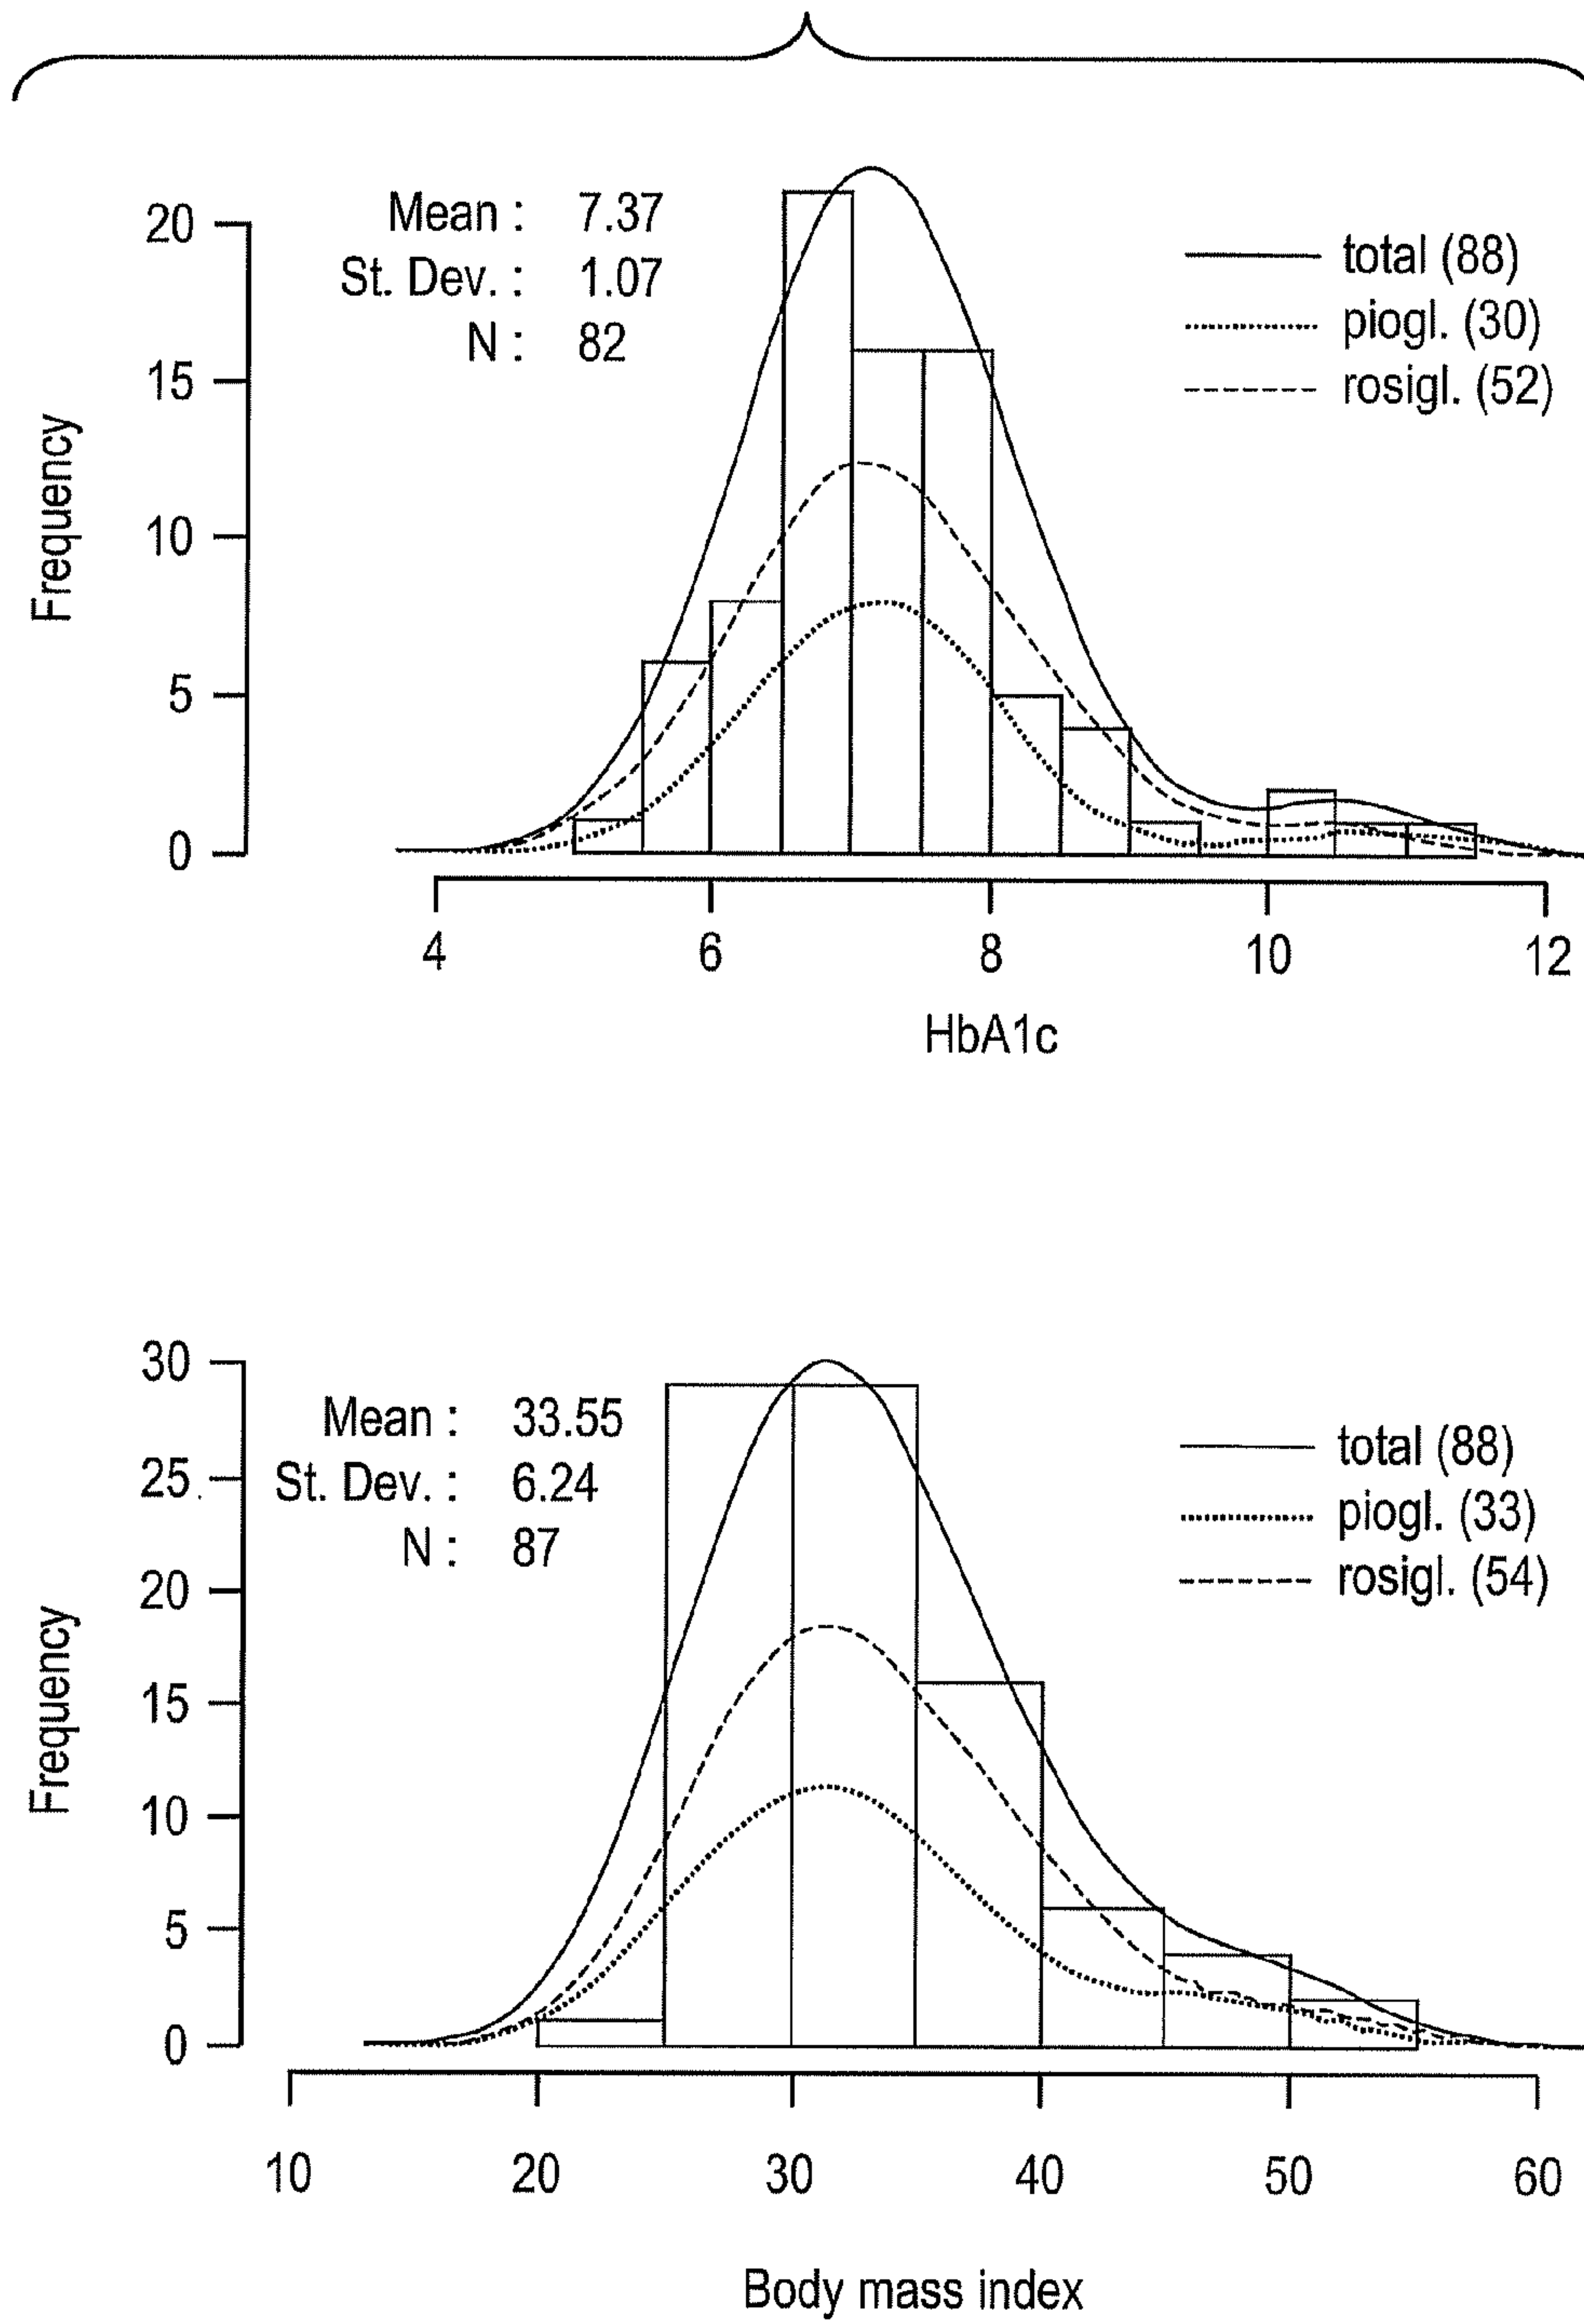 Mean : 7.37
St. Dev. : 1.07
N : 82
total (88)
piogl. (30)
rosigl. (52)
Frequency
20
15
10
5
0
4 6 8 10 12
HbA1c
Mean : 33.55
St. Dev. : 6.24
N : 87
total (88)
piogl. (33)
rosigl. (54)
Frequency
30
25
20
15
10
5
0
10 20 30 40 50 60
Body mass index